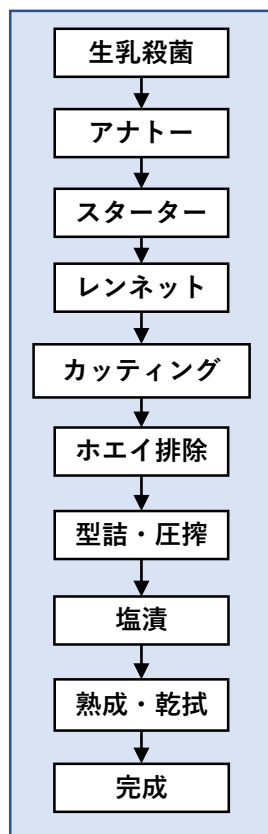 生乳殺菌
アナトー
スターター
レンネット
カッティング
ホエイ排除
型詰・圧搾
塩漬
熟成・乾拭
完成